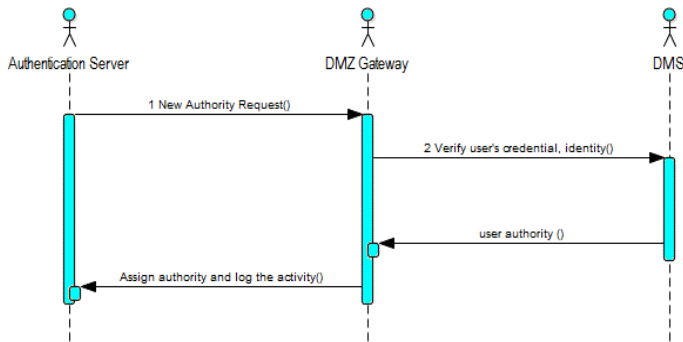 Authentication Server
DMZ Gateway
DMS
1 New Authority Request()
2 Verify user's credential, identity()
user authority ()
Assign authority and log the activity()